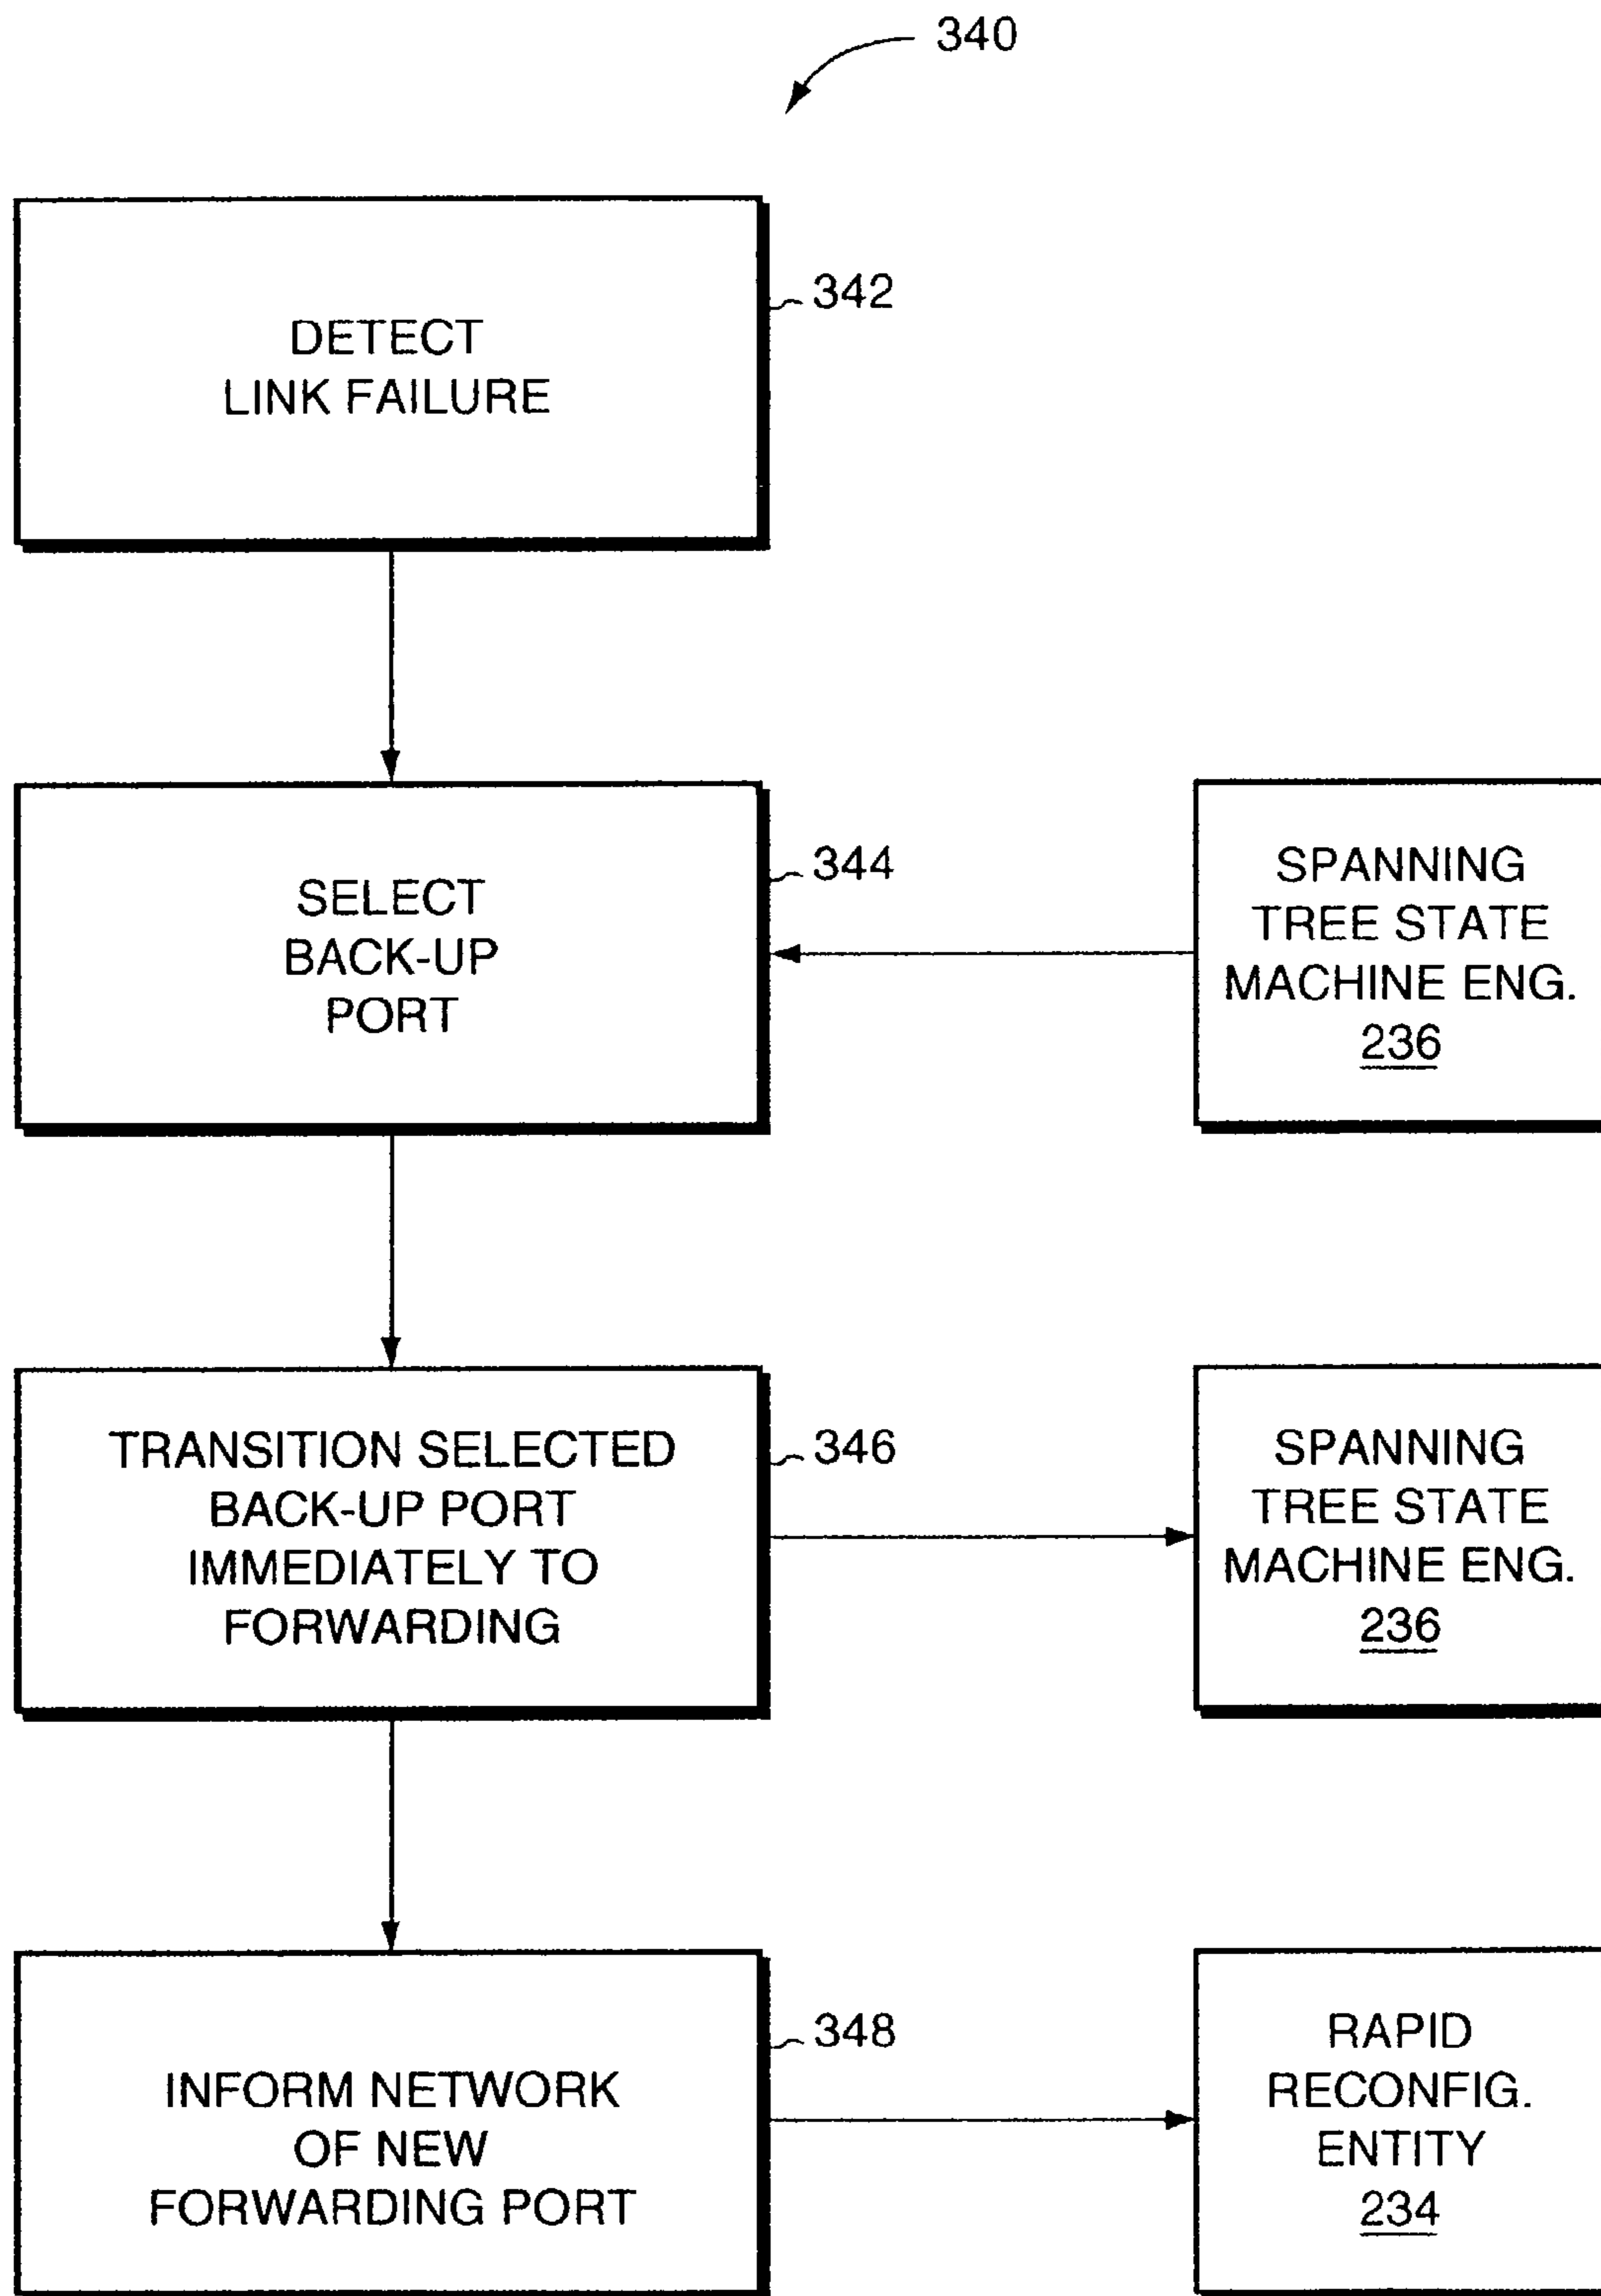 340
DETECT
LINK FAILURE
342
SELECT
BACK-UP
PORT
344
SPANNING
TREE STATE
MACHINE ENG.
236
TRANSITION SELECTED
BACK-UP PORT
IMMEDIATELY TO
FORWARDING
346
SPANNING
TREE STATE
MACHINE ENG.
236
INFORM NETWORK
OF NEW
FORWARDING PORT
348
RAPID
RECONFIG.
ENTITY
234